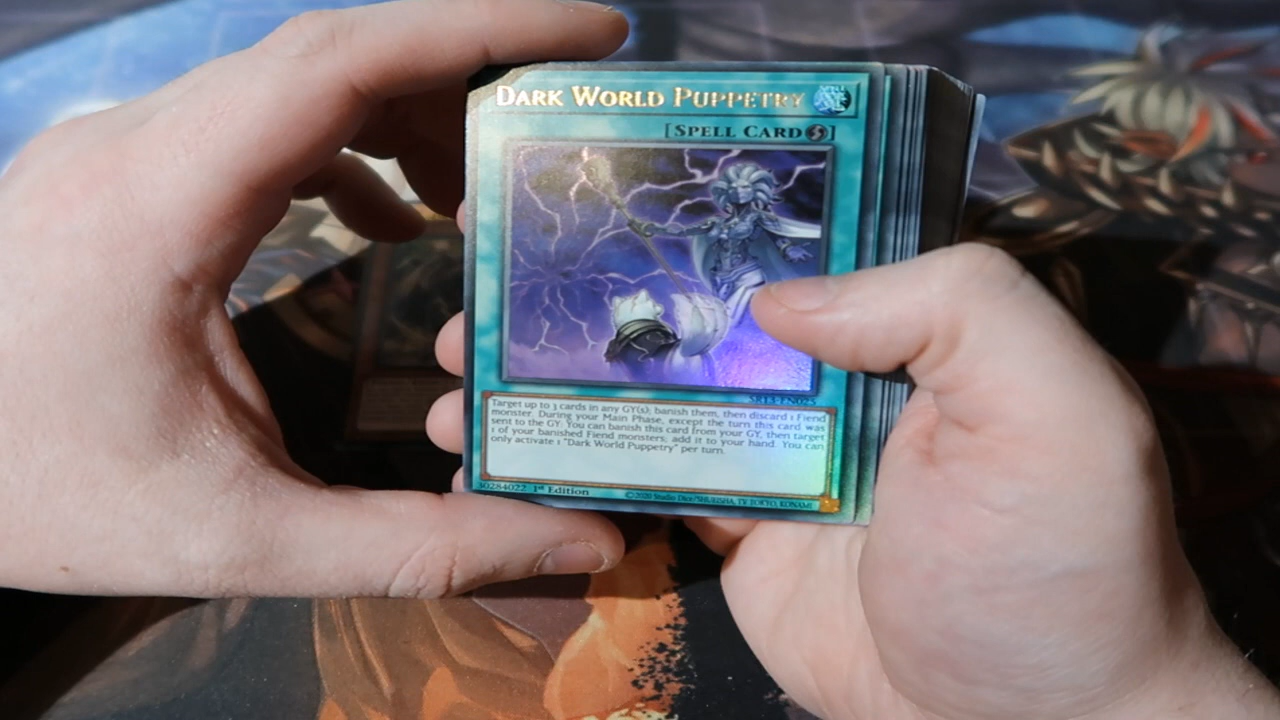 DARK WORLD PUPPETRY
[SPELL CARD]
SR13-EN025
Target up to 3 cards in any GY(s); banish them, then discard 1 Fiend
monster. During your Main Phase, except the turn this card was
sent to the GY: You can banish this card from your GY, then target
1 of your banished Fiend monsters; add it to your hand. You can
only activate 1 "Dark World Puppetry" per turn.
30284022 1st Edition ©2020 Studio Dice/SHUEISHA, TV TOKYO, KONAMI